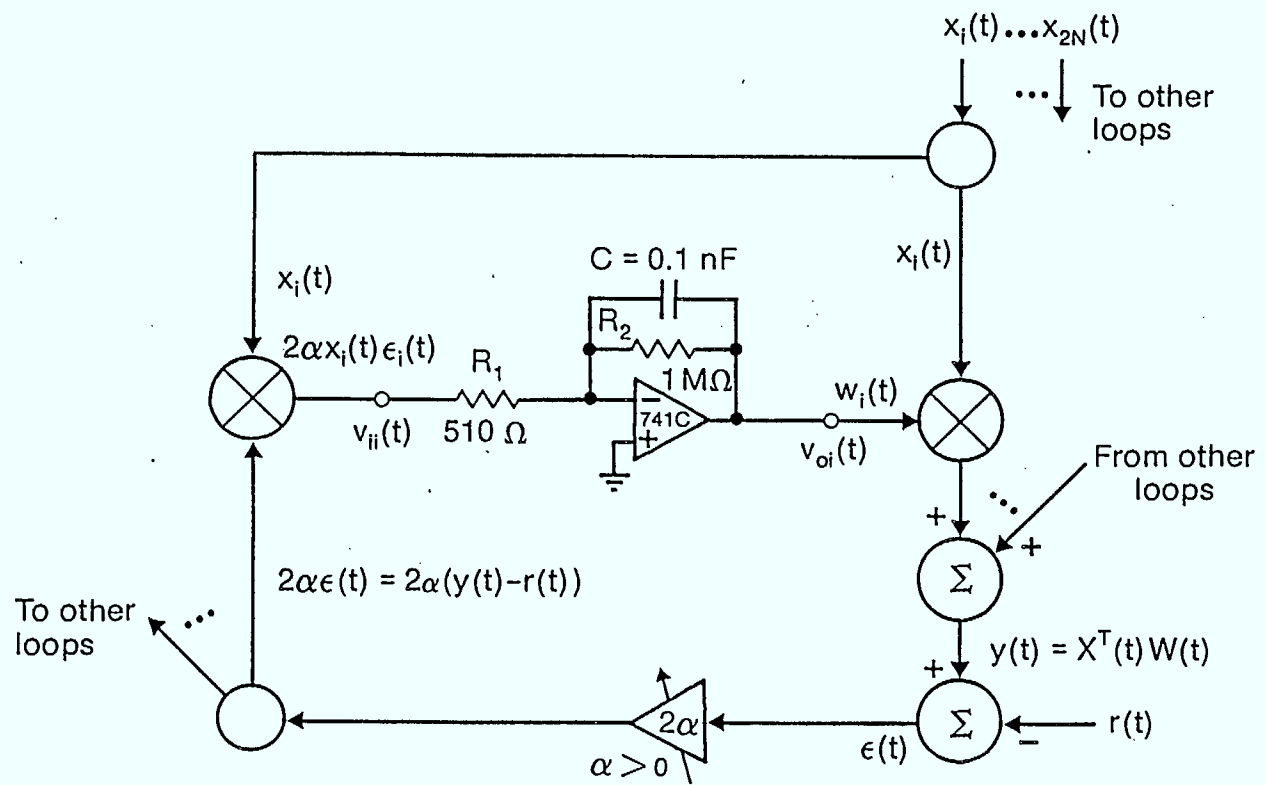 xᵢ(t)•••x₂N(t)
••• To other
loops
xᵢ(t)
C = 0.1 nF
xᵢ(t)
R₂
2αxᵢ(t)ϵᵢ(t)
R₁
1 MΩ
wᵢ(t)
vᵢᵢ(t)
510 Ω
− 741C
+
vₒᵢ(t)
From other
loops
•••
+
+
Σ
2αϵ(t) = 2α(y(t)−r(t))
To other
loops
•••
y(t) = Xᵀ(t) W(t)
+
2α
Σ
r(t)
−
ϵ(t)
α > 0